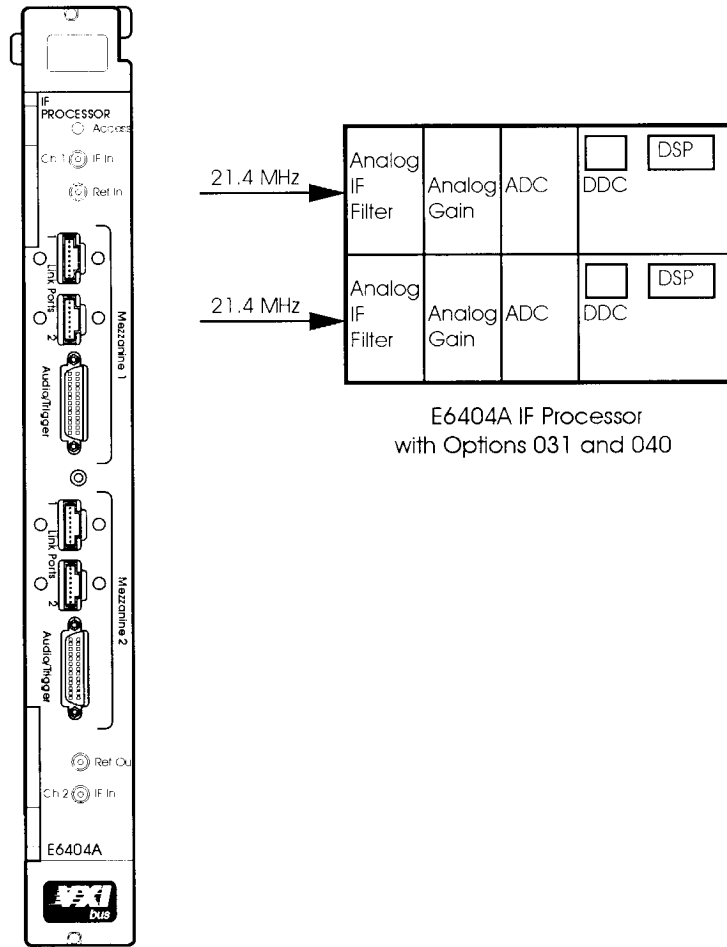 IF
PROCESSOR
Access
Ch 1 IF In
Ref In
1
Link Ports
2
Mezzanine 1
Audio/Trigger
1
Link Ports
2
Mezzanine 2
Audio/Trigger
Ref Ou
Ch 2 IF In
E6404A
VXI
bus
21.4 MHz
Analog
IF
Filter
Analog
Gain
ADC
DDC
DSP
21.4 MHz
Analog
IF
Filter
Analog
Gain
ADC
DDC
DSP
E6404A IF Processor
with Options 031 and 040